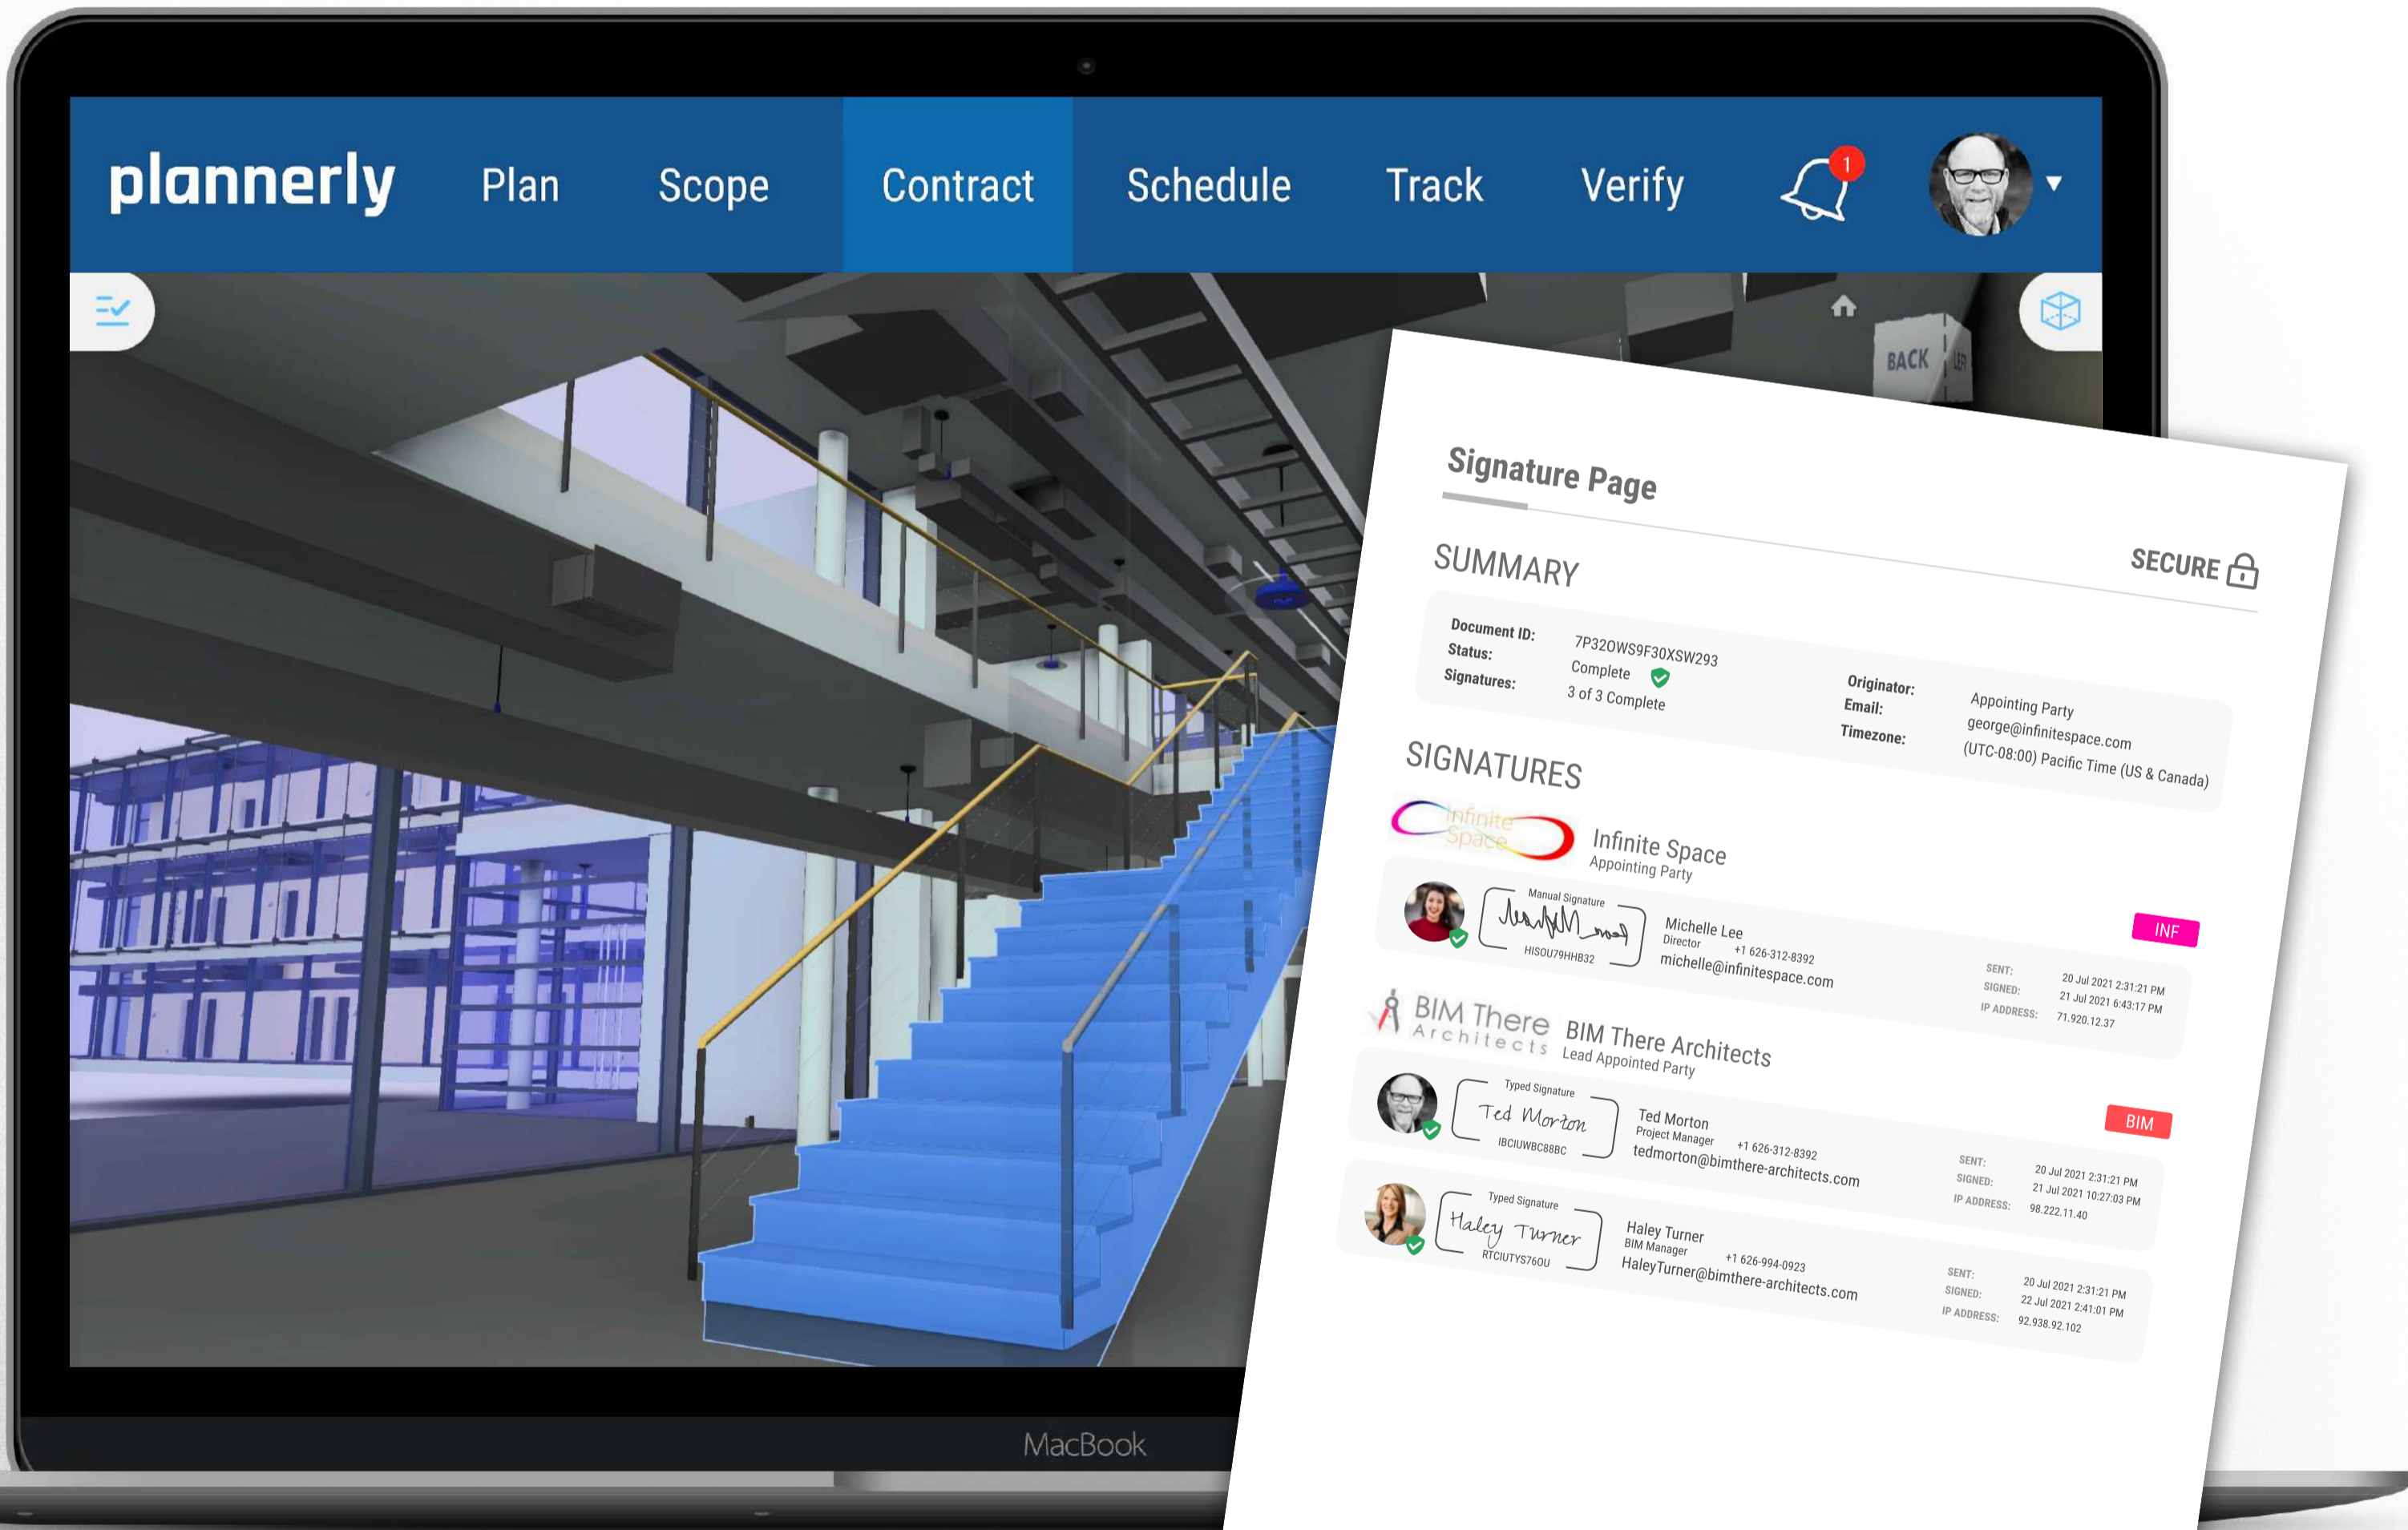 plannerly Plan Scope Contract Schedule Track Verify 1
BACK LEFT
Signature Page
SECURE
SUMMARY
Document ID: 7P32OWS9F30XSW293
Status: Complete
Signatures: 3 of 3 Complete
Originator: Appointing Party
Email: george@infinitespace.com
Timezone: (UTC-08:00) Pacific Time (US & Canada)
SIGNATURES
Infinite
Space
Infinite Space
Appointing Party
INF
Manual Signature
HISOU79HHB32
Michelle Lee
Director +1 626-312-8392
michelle@infinitespace.com
SENT: 20 Jul 2021 2:31:21 PM
SIGNED: 21 Jul 2021 6:43:17 PM
IP ADDRESS: 71.920.12.37
BIM There
Architects
BIM There Architects
Lead Appointed Party
BIM
Typed Signature
Ted Morton
IBCIUWBC88BC
Ted Morton
Project Manager +1 626-312-8392
tedmorton@bimthere-architects.com
SENT: 20 Jul 2021 2:31:21 PM
SIGNED: 21 Jul 2021 10:27:03 PM
IP ADDRESS: 98.222.11.40
Typed Signature
Haley Turner
RTCIUTYS76OU
Haley Turner
BIM Manager +1 626-994-0923
HaleyTurner@bimthere-architects.com
SENT: 20 Jul 2021 2:31:21 PM
SIGNED: 22 Jul 2021 2:41:01 PM
IP ADDRESS: 92.938.92.102
MacBook